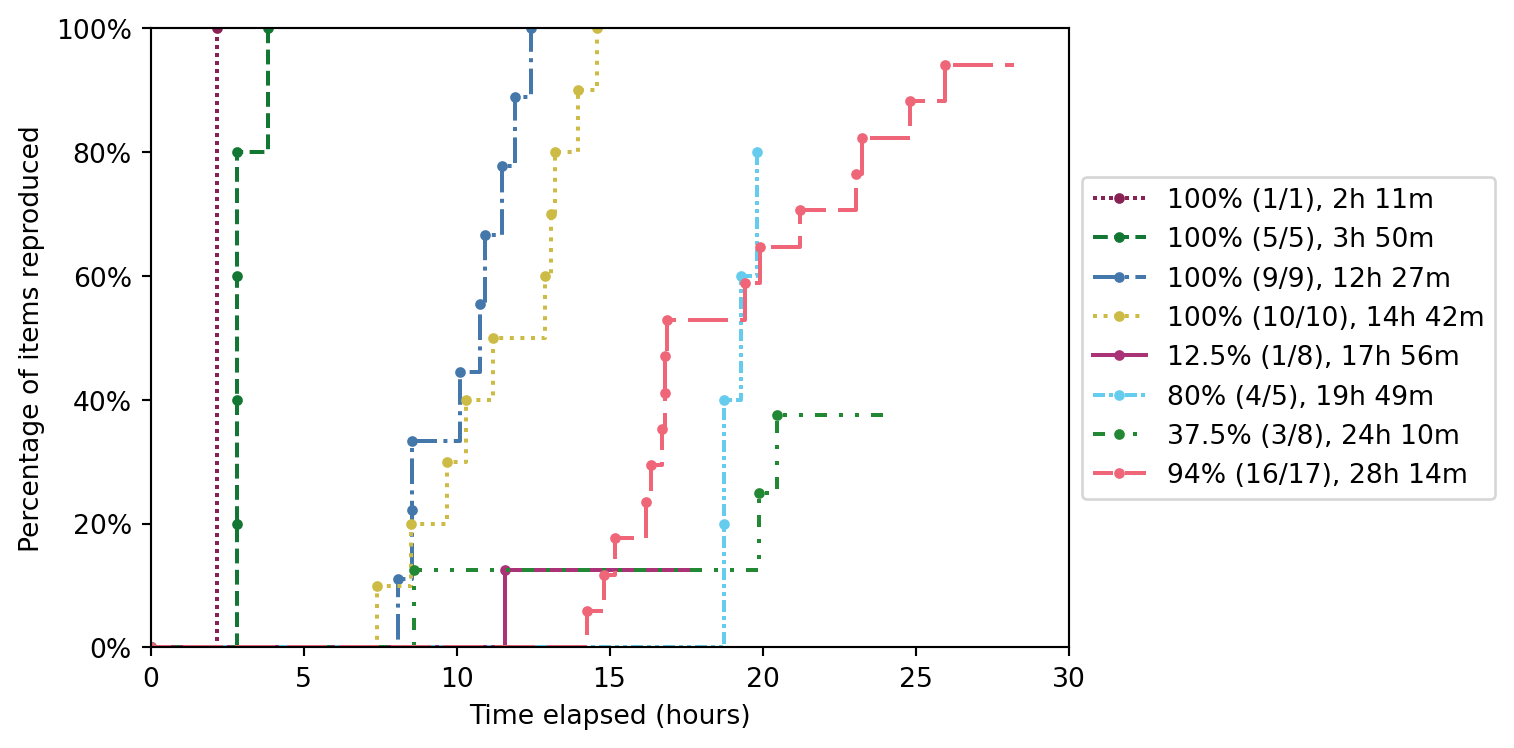 100%
80%
60%
40%
20%
0%
Percentage of items reproduced
0 5 10 15 20 25 30
Time elapsed (hours)
100% (1/1), 2h 11m
100% (5/5), 3h 50m
100% (9/9), 12h 27m
100% (10/10), 14h 42m
12.5% (1/8), 17h 56m
80% (4/5), 19h 49m
37.5% (3/8), 24h 10m
94% (16/17), 28h 14m